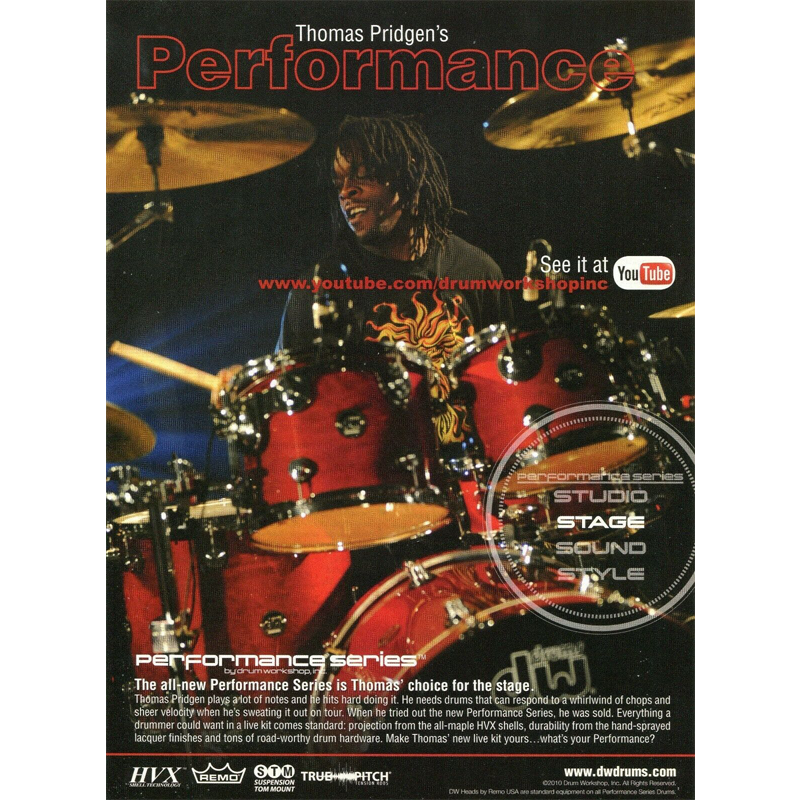 Thomas Pridgen's
Performance
See it at YouTube
www.youtube.com/drumworkshopinc
performance series
STUDIO
STAGE
SOUND
STYLE
performance series™
by drum workshop, inc.
dw
The all-new Performance Series is Thomas' choice for the stage.
Thomas Pridgen plays a lot of notes and he hits hard doing it. He needs drums that can respond to a whirlwind of chops and
sheer velocity when he's sweating it out on tour. When he tried out the new Performance Series, he was sold. Everything a
drummer could want in a live kit comes standard: projection from the all-maple HVX shells, durability from the hand-sprayed
lacquer finishes and tons of road-worthy drum hardware. Make Thomas' new live kit yours...what's your Performance?
HVX
SHELL TECHNOLOGY
REMO
STM
SUSPENSION
TOM MOUNT
TRUE PITCH
TENSION RODS
www.dwdrums.com
©2010 Drum Workshop, Inc. All Rights Reserved.
DW Heads by Remo USA are standard equipment on all Performance Series Drums.